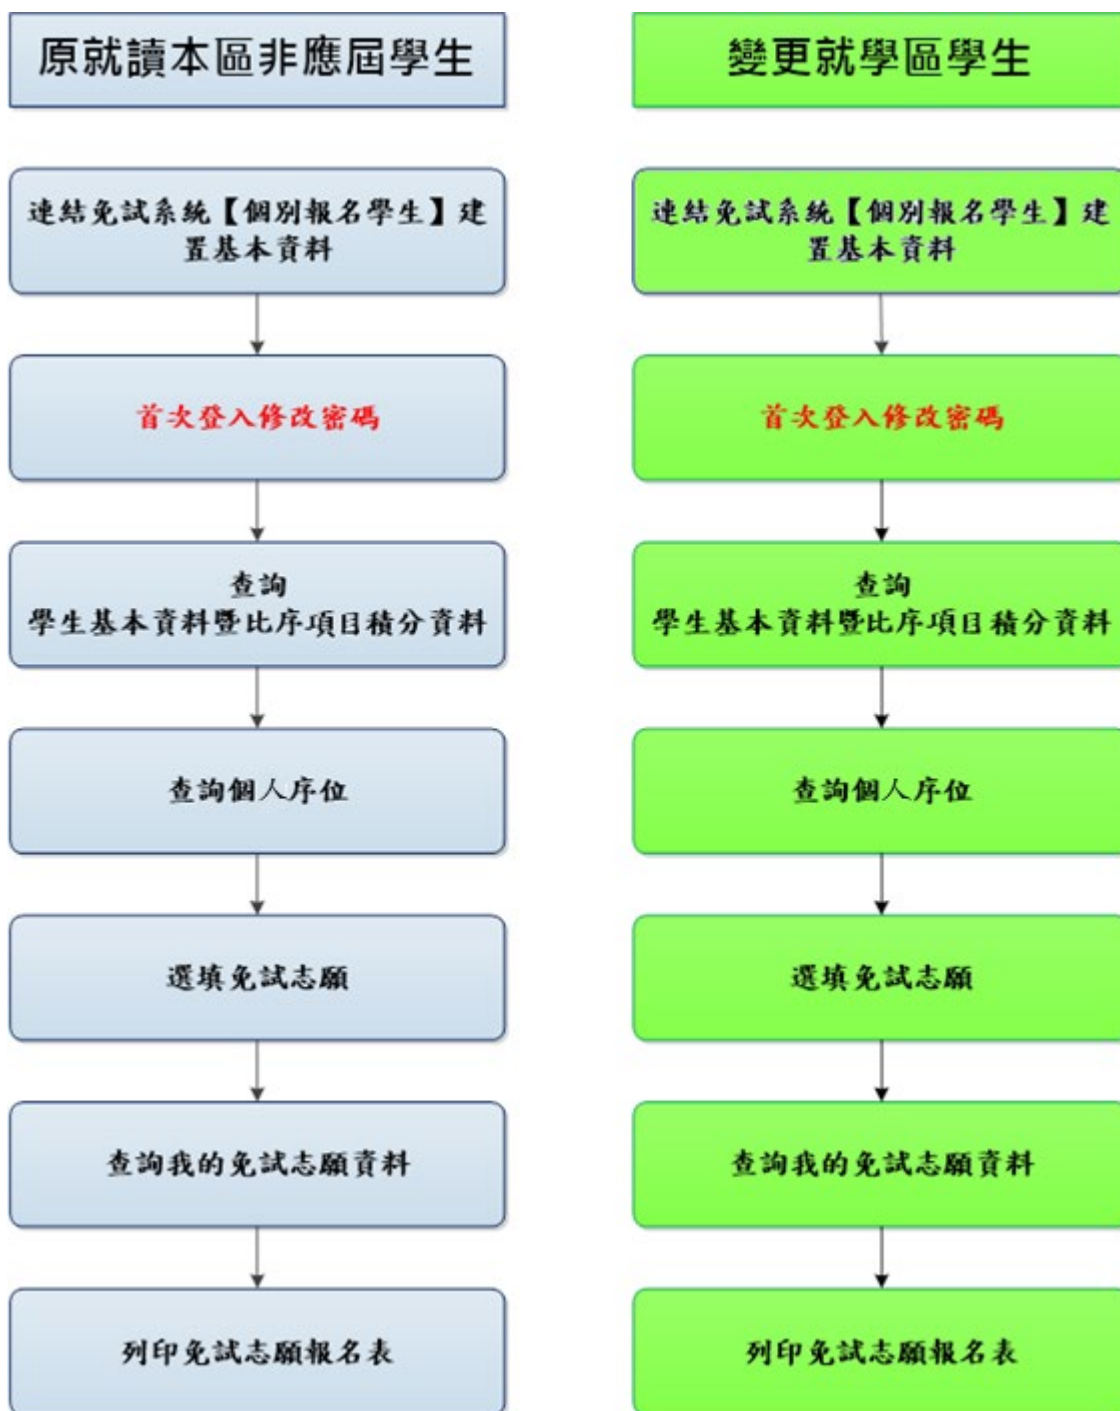 原就讀本區非應屆學生
連結免試系統【個別報名學生】建
置基本資料
首次登入修改密碼
查詢
學生基本資料暨比序項目積分資料
查詢個人序位
選填免試志願
查詢我的免試志願資料
列印免試志願報名表
變更就學區學生
連結免試系統【個別報名學生】建
置基本資料
首次登入修改密碼
查詢
學生基本資料暨比序項目積分資料
查詢個人序位
選填免試志願
查詢我的免試志願資料
列印免試志願報名表